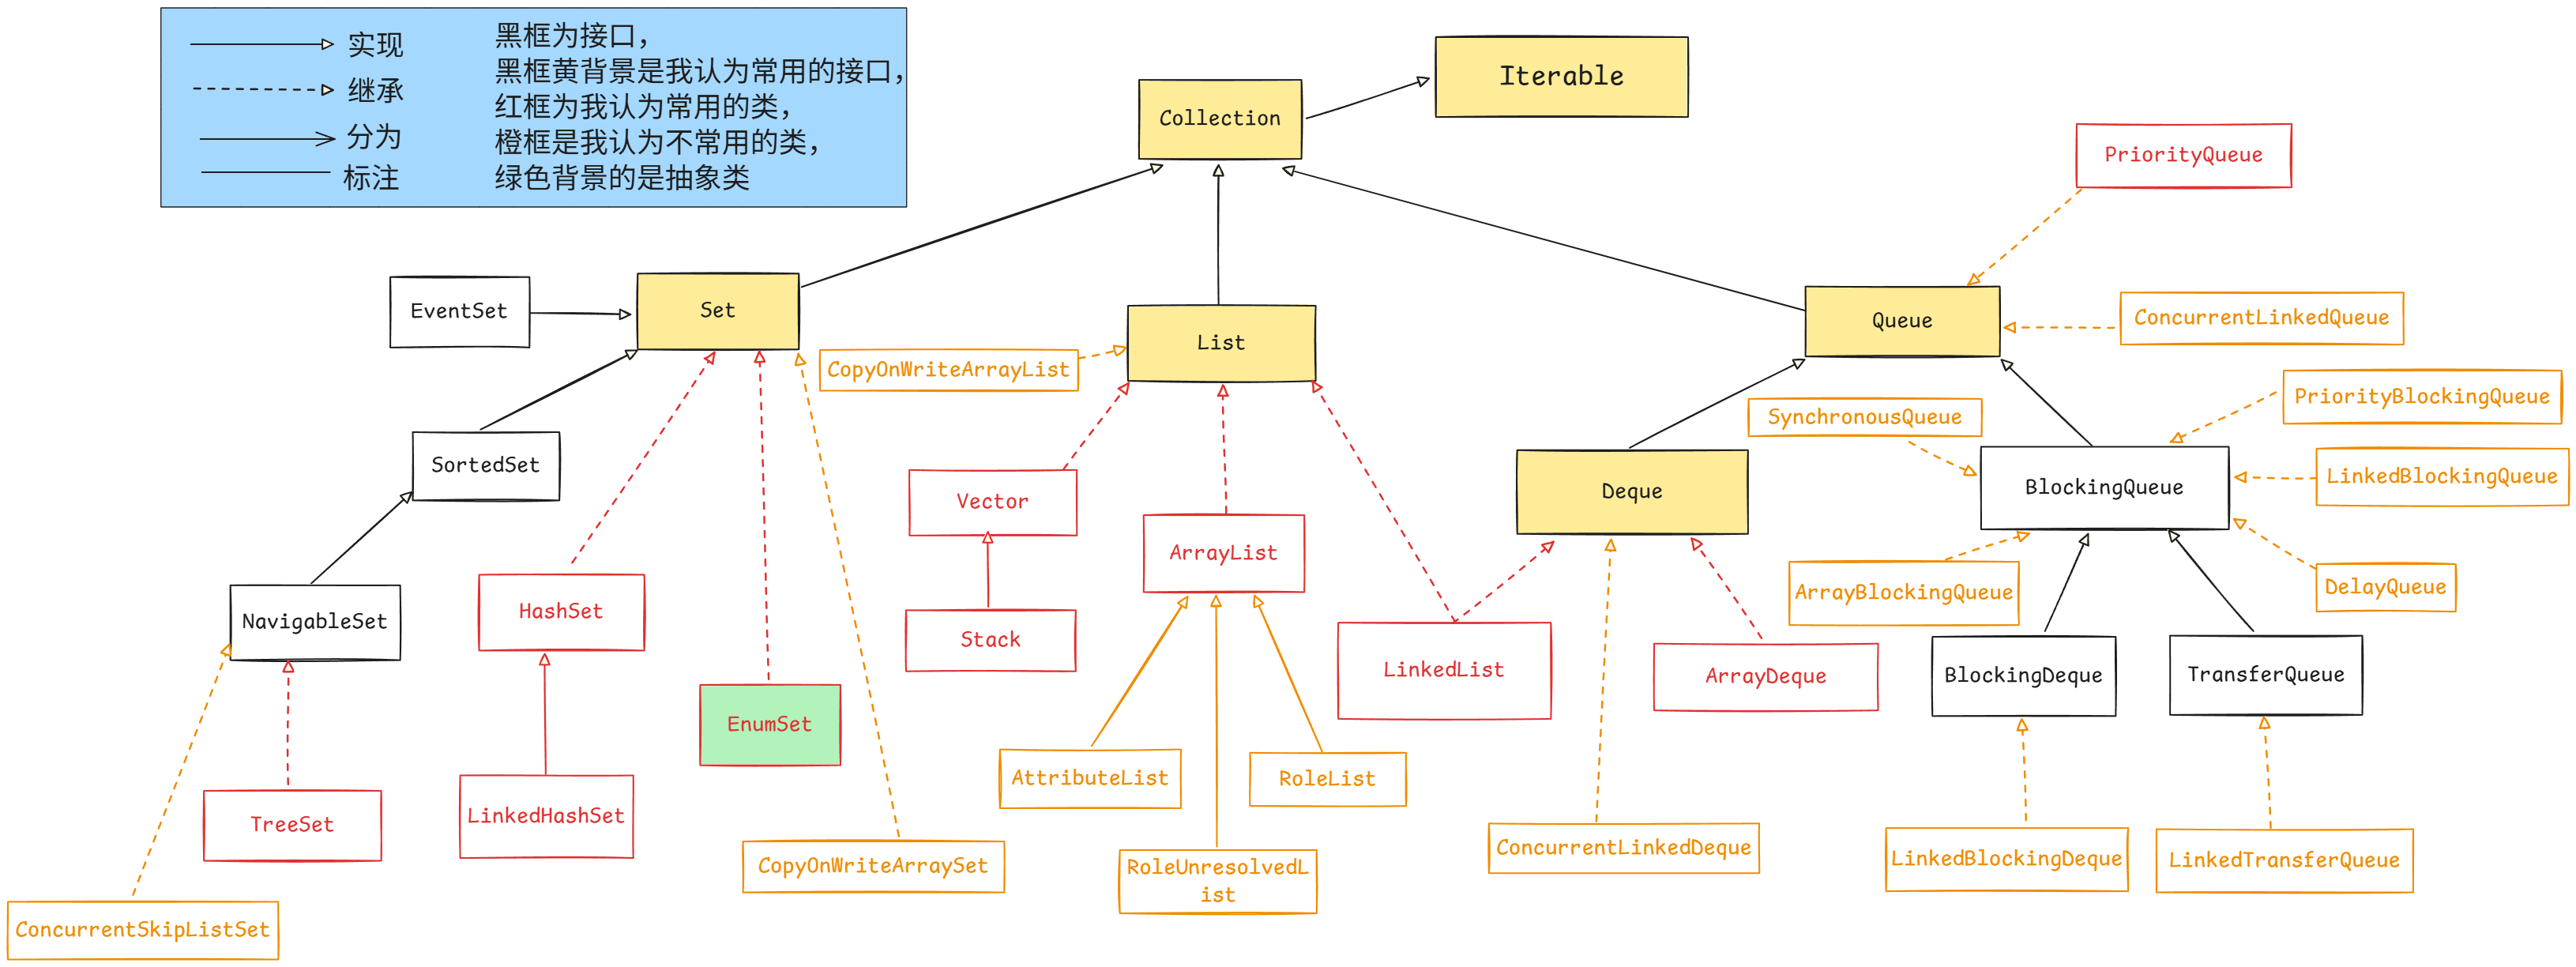 实现
继承
分为
标注
黑框为接口，
黑框黄背景是我认为常用的接口，
红框为我认为常用的类，
橙框是我认为不常用的类，
绿色背景的是抽象类
Iterable
Collection
PriorityQueue
EventSet
Set
List
Queue
ConcurrentLinkedQueue
CopyOnWriteArrayList
SynchronousQueue
PriorityBlockingQueue
SortedSet
Vector
Deque
BlockingQueue
LinkedBlockingQueue
ArrayList
ArrayBlockingQueue
DelayQueue
NavigableSet
HashSet
Stack
LinkedList
ArrayDeque
BlockingDeque
TransferQueue
EnumSet
AttributeList
RoleList
TreeSet
LinkedHashSet
CopyOnWriteArraySet
RoleUnresolvedL
ist
ConcurrentLinkedDeque
LinkedBlockingDeque
LinkedTransferQueue
ConcurrentSkipListSet